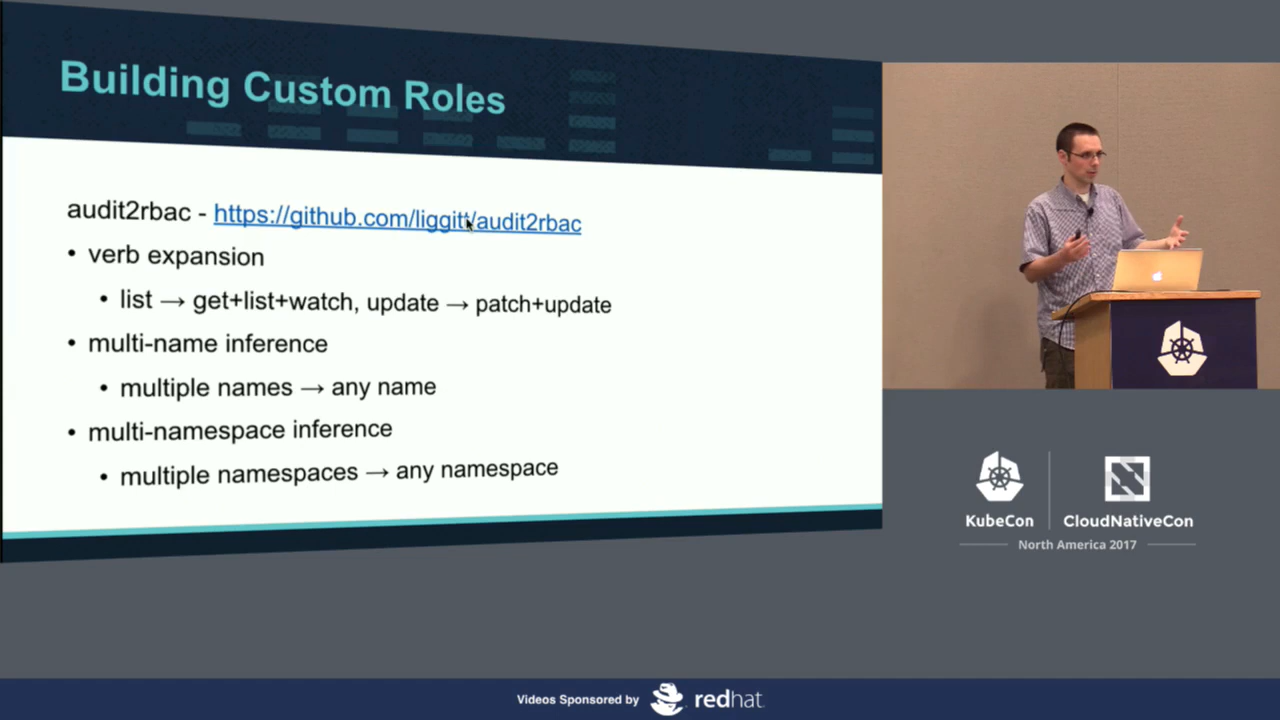 Building Custom Roles
audit2rbac - https://github.com/liggitt/audit2rbac
• verb expansion
• list → get+list+watch, update → patch+update
• multi-name inference
• multiple names → any name
• multi-namespace inference
• multiple namespaces → any namespace
KubeCon
CloudNativeCon
North America 2017
Videos Sponsored by
redhat.